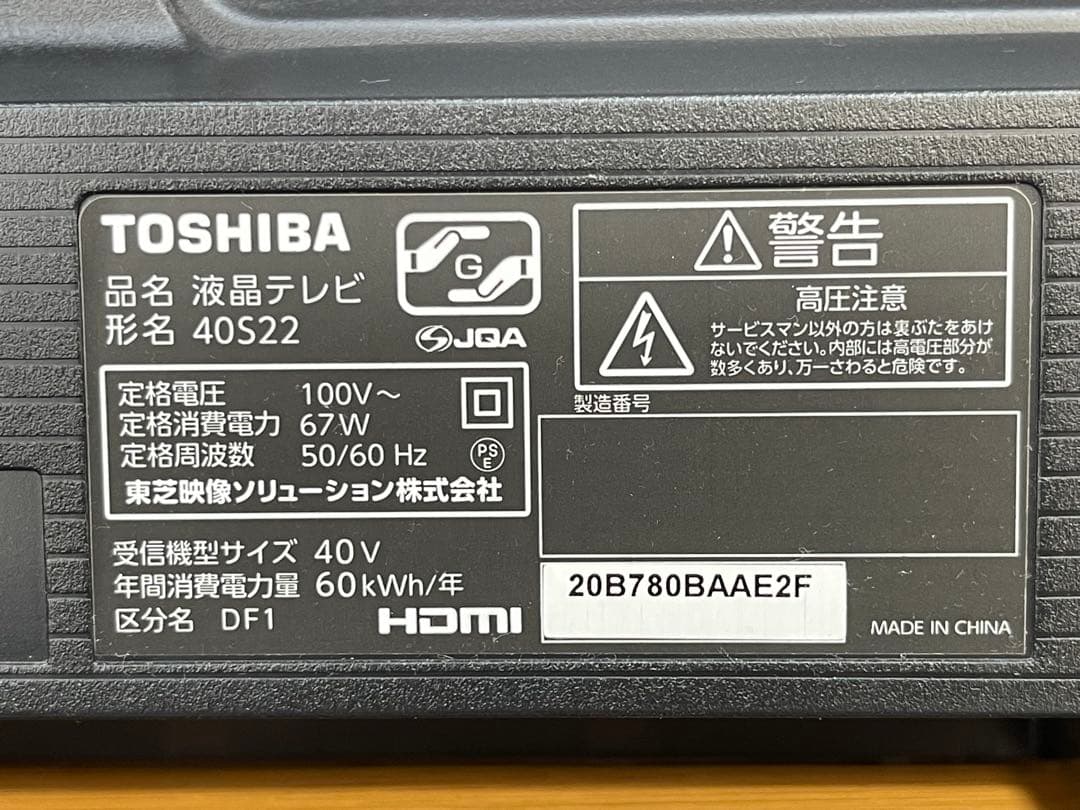 TOSHIBA
品名 液晶テレビ
形名 40S22
G
JQA
定格電圧 100V～
定格消費電力 67W
定格周波数 50/60 Hz
PS
E
東芝映像ソリューション株式会社
受信機型サイズ 40V
年間消費電力量 60kWh/年
区分名 DF1
HDMI
警告
高圧注意
サービスマン以外の方は裏ぶたをあけ
ないでください。内部には高電圧部分が
数多くあり、万一さわると危険です。
製造番号
20B780BAAE2F
MADE IN CHINA